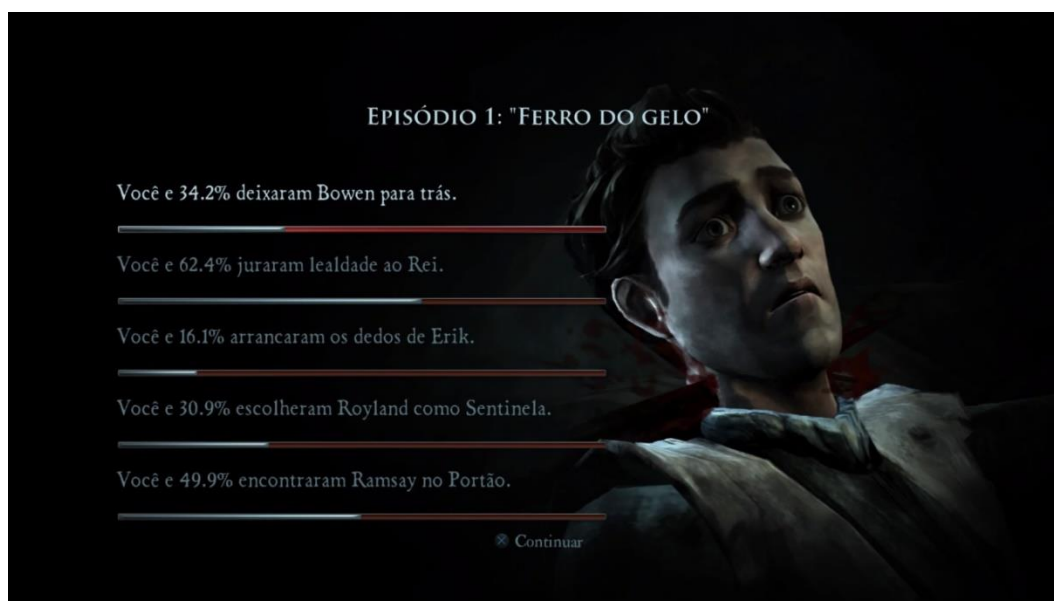 EPISÓDIO 1: "FERRO DO GELO"
Você e 34.2% deixaram Bowen para trás.
Você e 62.4% juraram lealdade ao Rei.
Você e 16.1% arrancaram os dedos de Erik.
Você e 30.9% escolheram Royland como Sentinela.
Você e 49.9% encontraram Ramsay no Portão.
Continuar